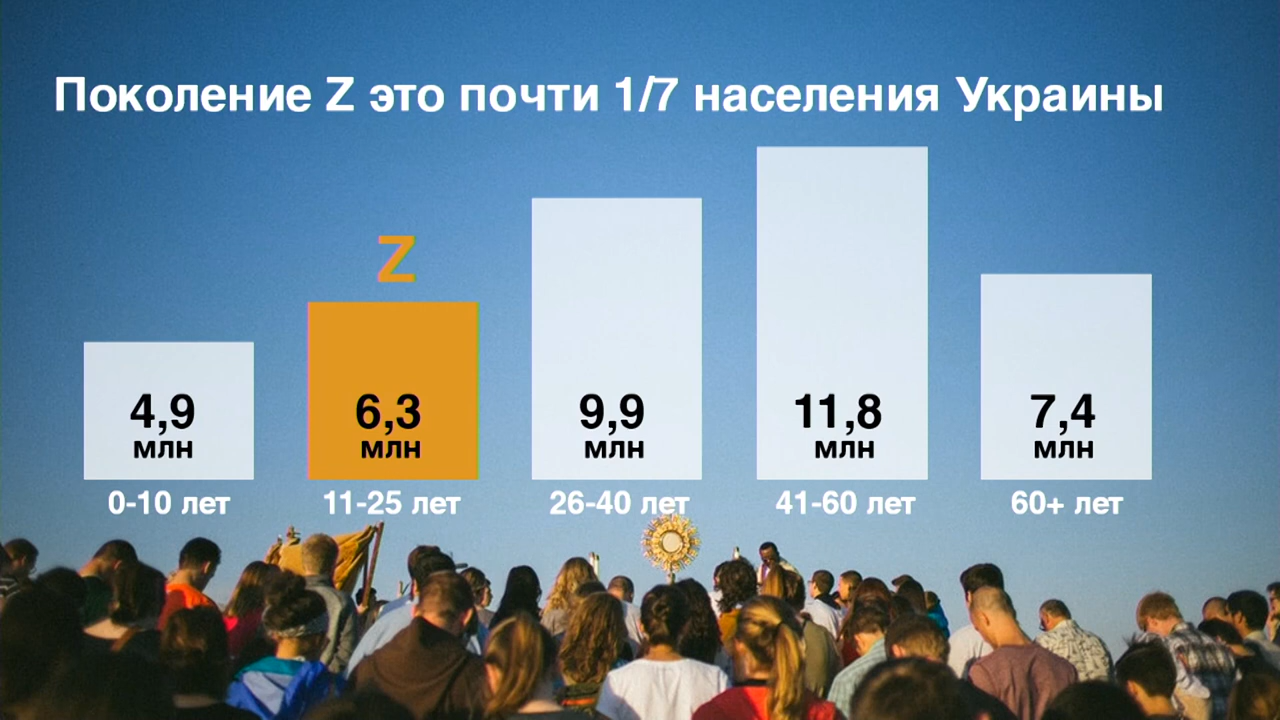 Поколение Z это почти 1/7 населения Украины
Z
4,9
млн
6,3
млн
9,9
млн
11,8
млн
7,4
млн
0-10 лет
11-25 лет
26-40 лет
41-60 лет
60+ лет